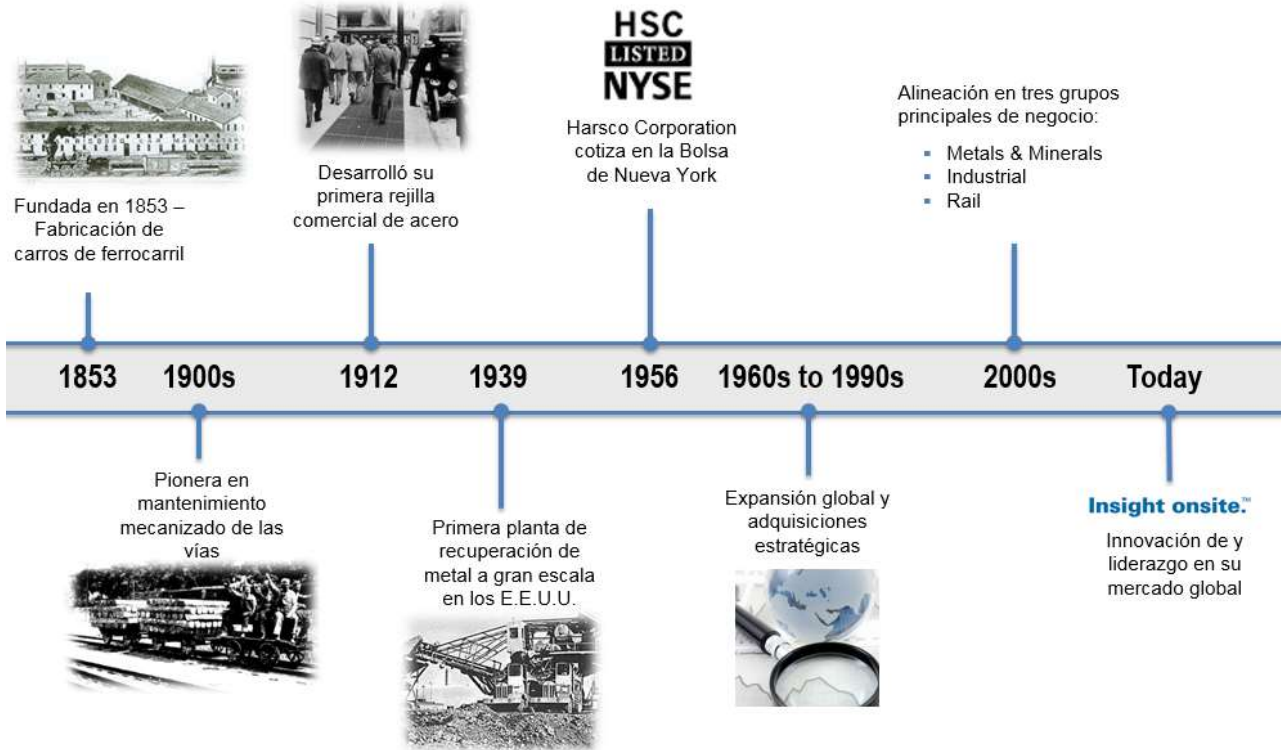 HSC
LISTED
NYSE
Harsco Corporation
cotiza en la Bolsa
de Nueva York
Alineación en tres grupos
principales de negocio:
▪ Metals & Minerals
▪ Industrial
▪ Rail
Desarrolló su
primera rejilla
comercial de acero
Fundada en 1853 –
Fabricación de
carros de ferrocarril
1853 1900s 1912 1939 1956 1960s to 1990s 2000s Today
Pionera en
mantenimiento
mecanizado de las
vías
Primera planta de
recuperación de
metal a gran escala
en los E.E.U.U.
Expansión global y
adquisiciones
estratégicas
Insight onsite.™
Innovación de y
liderazgo en su
mercado global